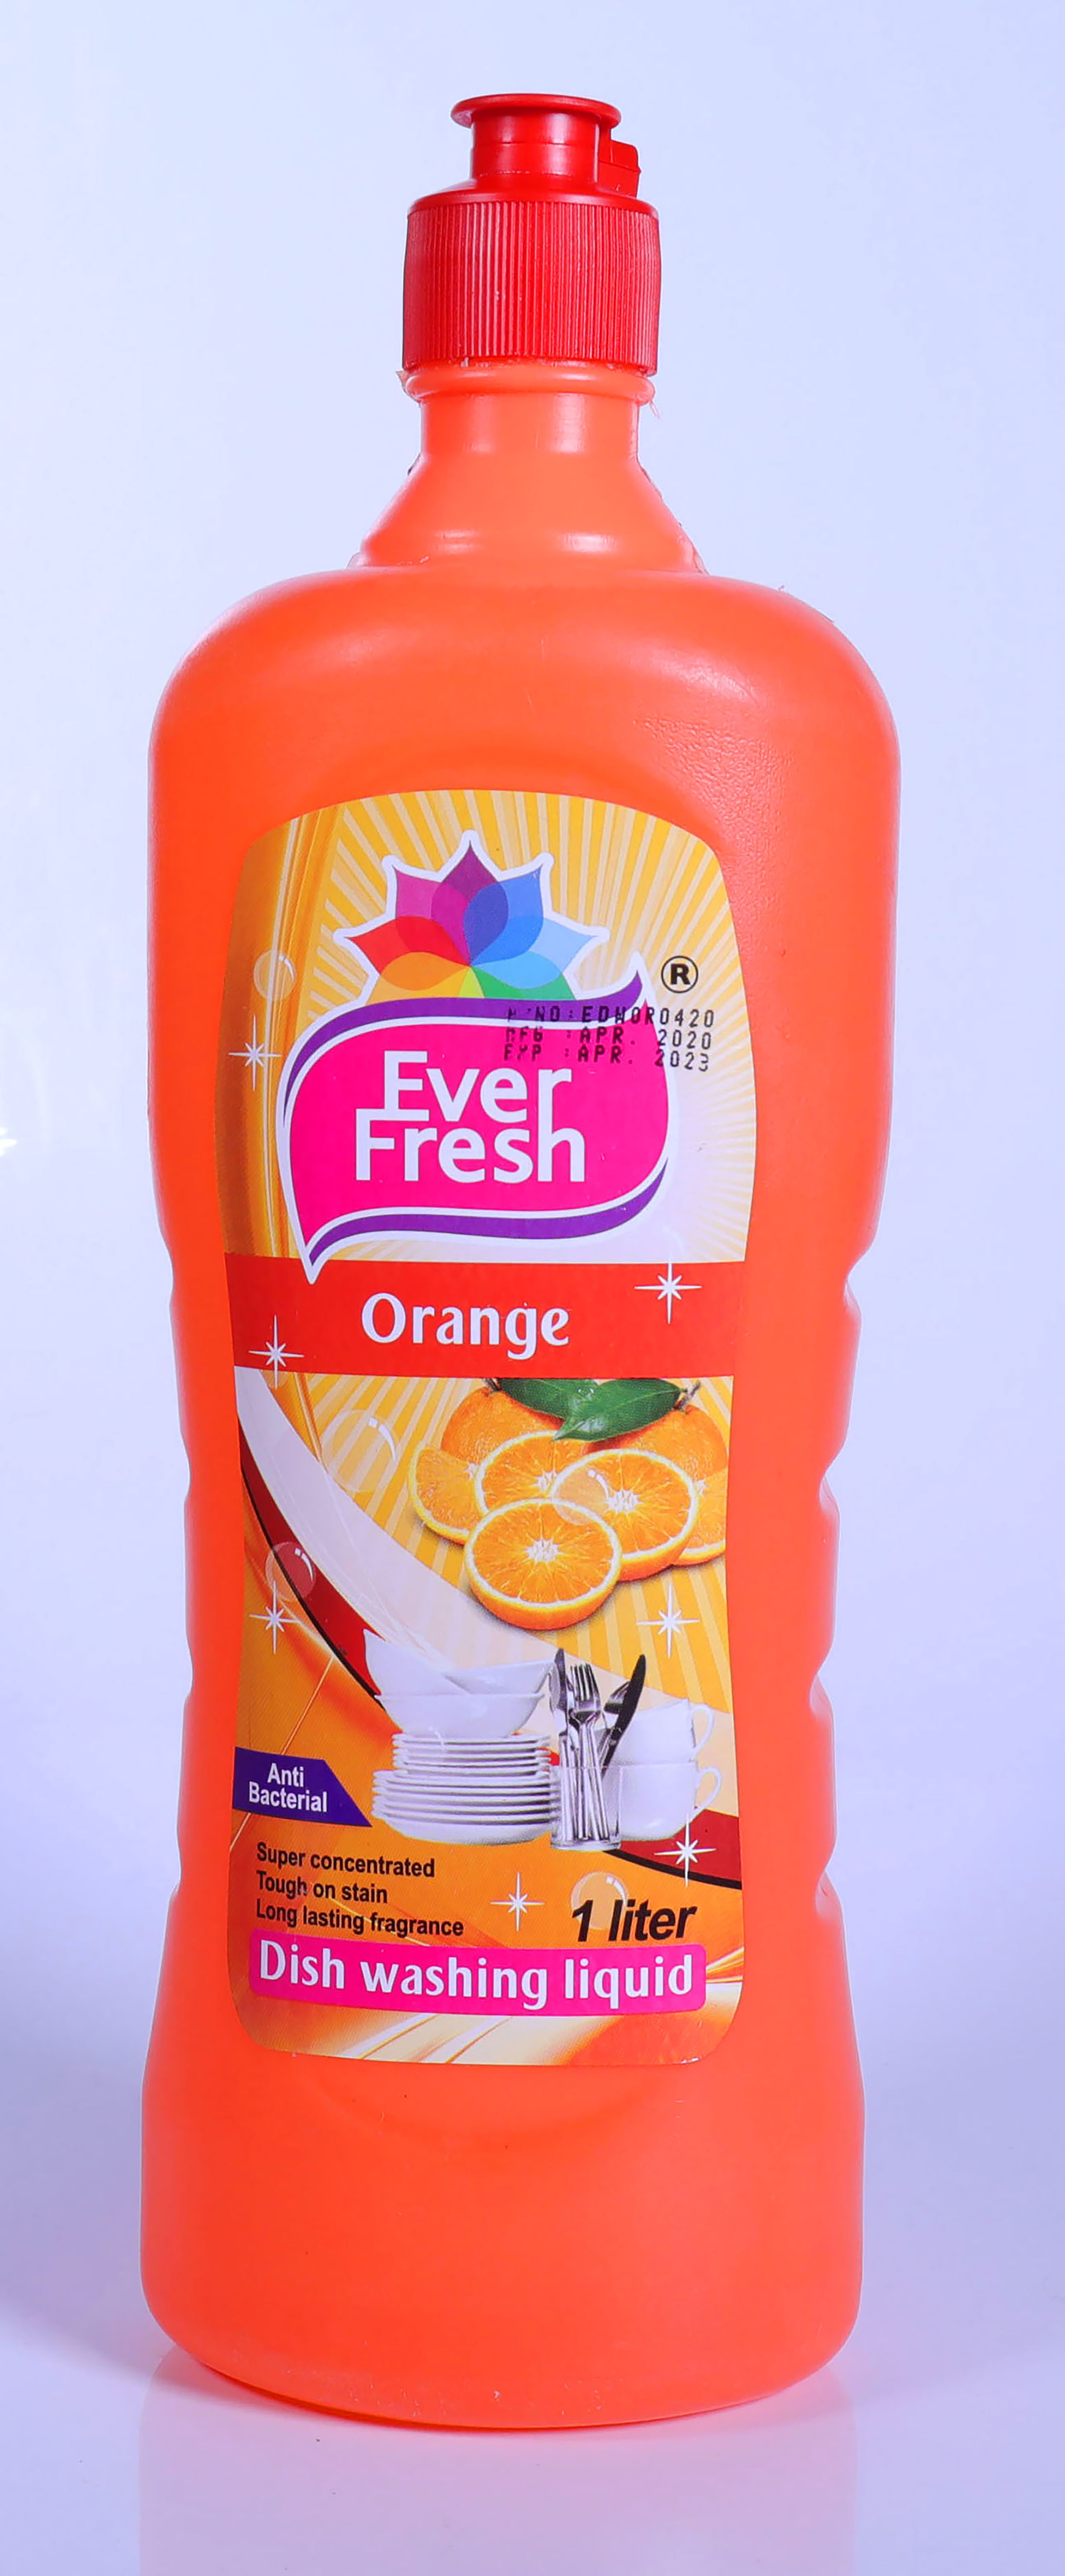 ®
NO:EDWOR0420
MFG :APR. 2020
EXP :APR. 2023
Ever
Fresh
Orange
Anti
Bacterial
Super concentrated
Tough on stain
Long lasting fragrance
1 liter
Dish washing liquid